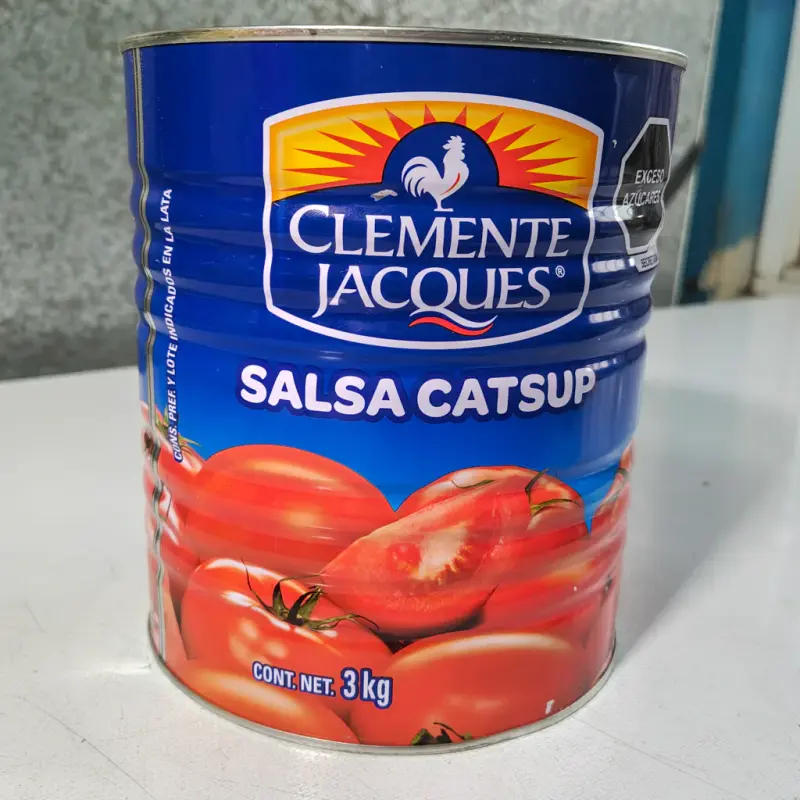 CLEMENTE
JACQUES®
SALSA CATSUP
CONT. NET. 3 kg
CONS. PREF. Y LOTE INDICADOS EN LA LATA
EXCESO
AZÚCARES